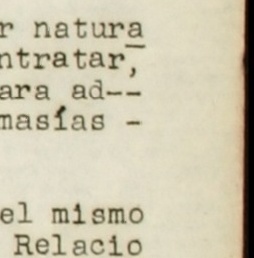 r natura
ntratar,
ara ad--
masías -
el mismo
Relacio